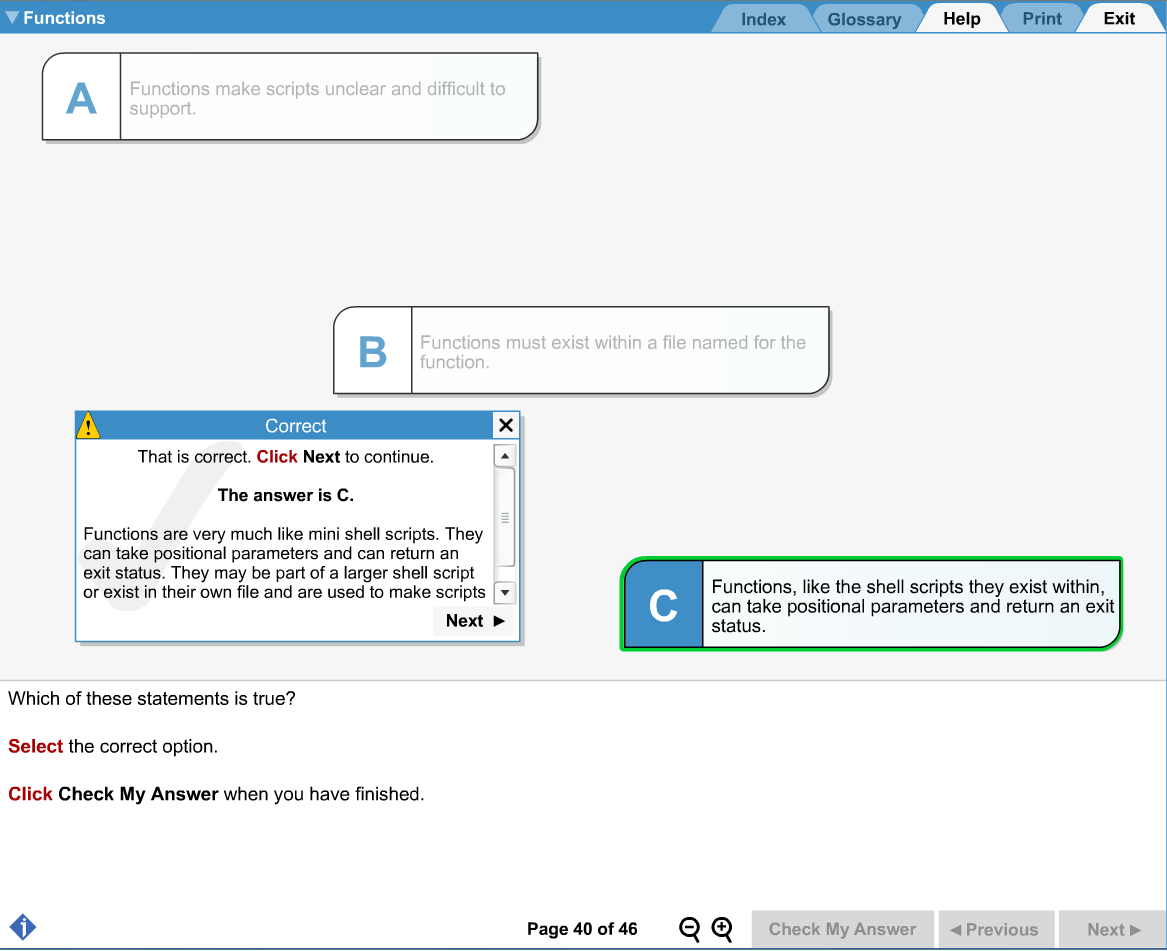 Functions
Index Glossary Help Print Exit
A
Functions make scripts unclear and difficult to
support.
B
Functions must exist within a file named for the
function.
Correct
That is correct. Click Next to continue.
The answer is C.
Functions are very much like mini shell scripts. They
can take positional parameters and can return an
exit status. They may be part of a larger shell script
or exist in their own file and are used to make scripts
Next
C
Functions, like the shell scripts they exist within,
can take positional parameters and return an exit
status.
Which of these statements is true?
Select the correct option.
Click Check My Answer when you have finished.
Page 40 of 46
Check My Answer
Previous
Next